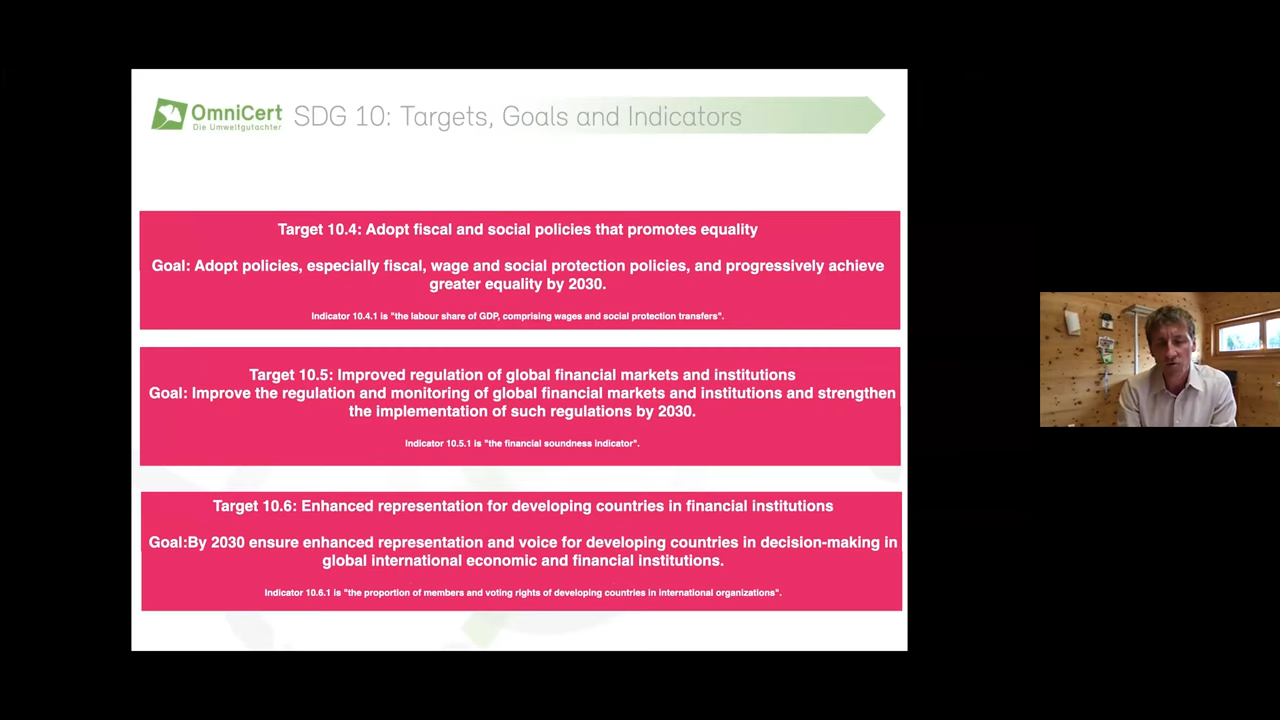 OmniCert
Die Umweltgutachter
SDG 10: Targets, Goals and Indicators
Target 10.4: Adopt fiscal and social policies that promotes equality
Goal: Adopt policies, especially fiscal, wage and social protection policies, and progressively achieve
greater equality by 2030.
Indicator 10.4.1 is "the labour share of GDP, comprising wages and social protection transfers".
Target 10.5: Improved regulation of global financial markets and institutions
Goal: Improve the regulation and monitoring of global financial markets and institutions and strengthen
the implementation of such regulations by 2030.
Indicator 10.5.1 is "the financial soundness indicator".
Target 10.6: Enhanced representation for developing countries in financial institutions
Goal:By 2030 ensure enhanced representation and voice for developing countries in decision-making in
global international economic and financial institutions.
Indicator 10.6.1 is "the proportion of members and voting rights of developing countries in international organizations".